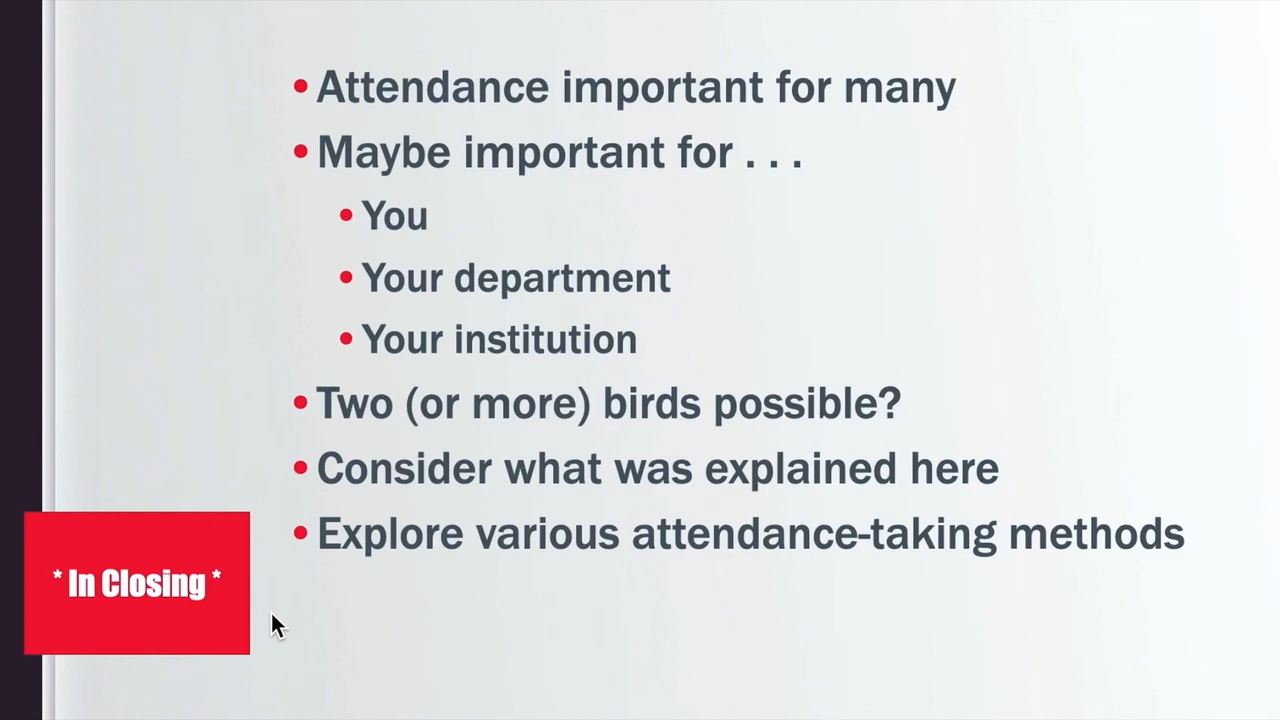 • Attendance important for many
• Maybe important for . . .
• You
• Your department
• Your institution
• Two (or more) birds possible?
• Consider what was explained here
• Explore various attendance-taking methods
* In Closing *